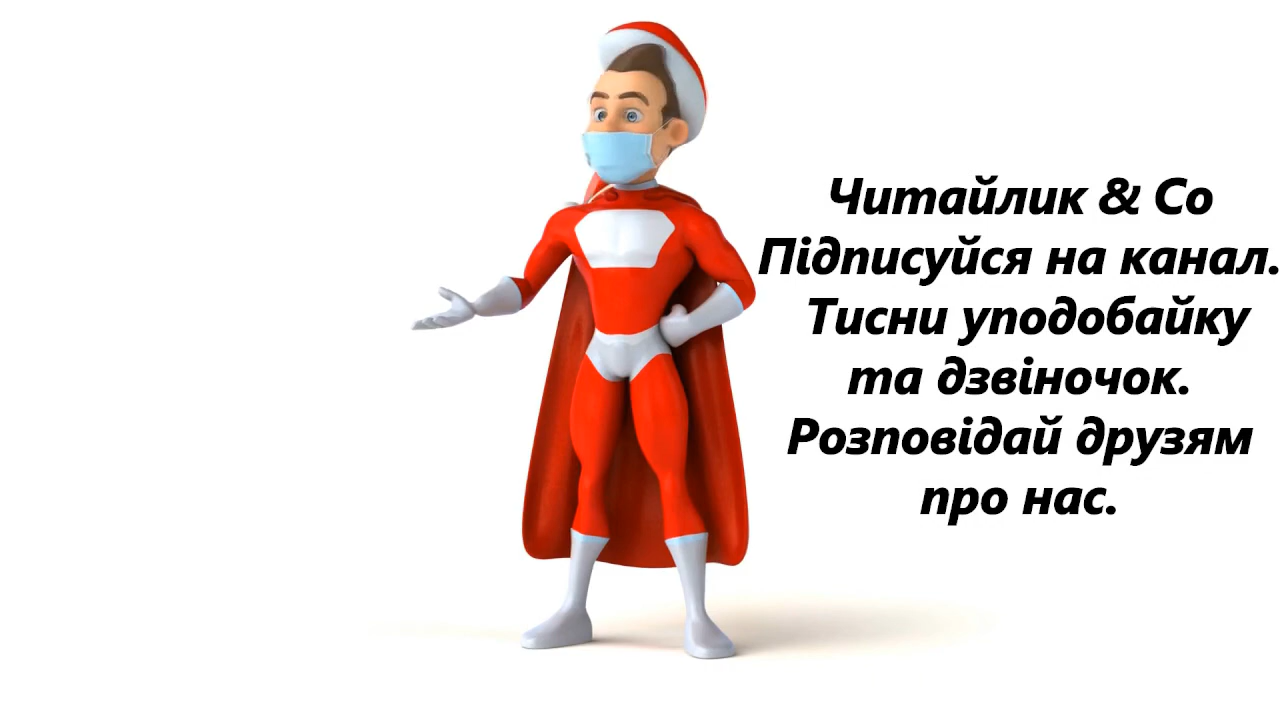 Читайлик & Co
Підписуйся на канал.
Тисни уподобайку
та дзвіночок.
Розповідай друзям
про нас.